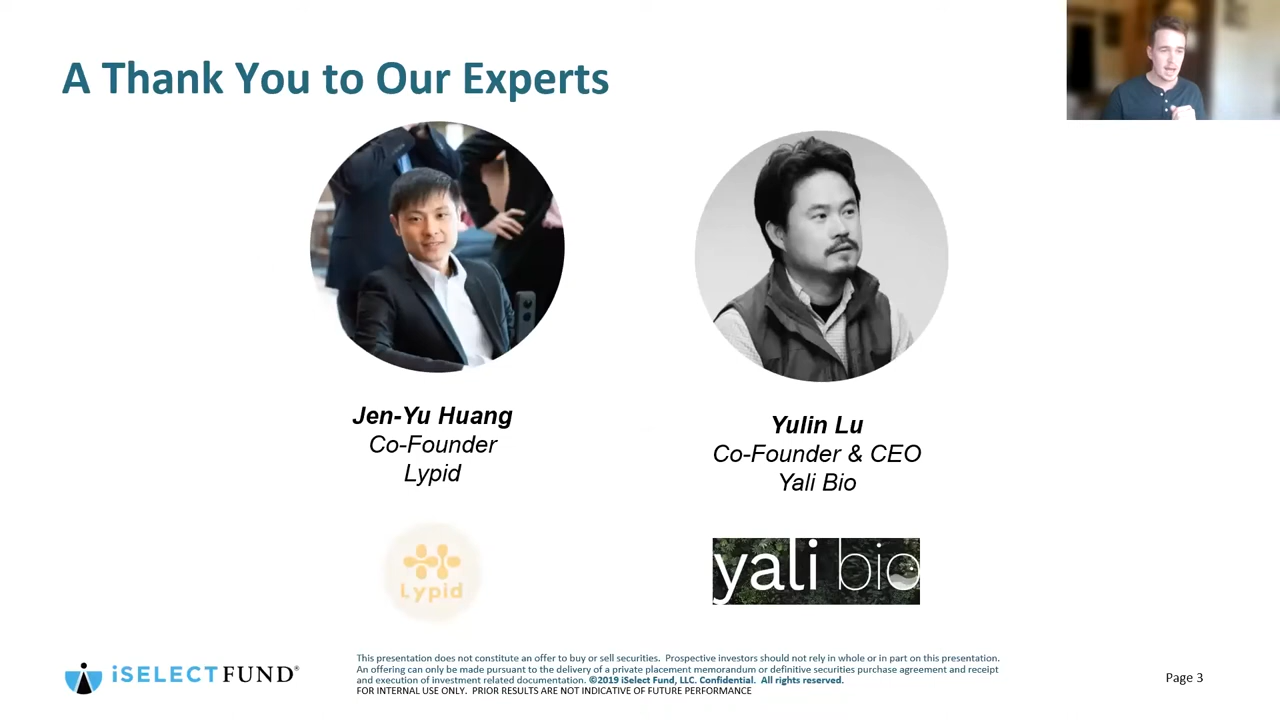 A Thank You to Our Experts
Jen-Yu Huang
Co-Founder
Lypid
Yulin Lu
Co-Founder & CEO
Yali Bio
Lypid
yali bio
iSELECTFUND®
This presentation does not constitute an offer to buy or sell securities. Prospective investors should not rely in whole or in part on this presentation.
An offering can only be made pursuant to the delivery of a private placement memorandum or definitive securities purchase agreement and receipt
and execution of investment related documentation. ©2019 iSelect Fund, LLC. Confidential. All rights reserved.
FOR INTERNAL USE ONLY. PRIOR RESULTS ARE NOT INDICATIVE OF FUTURE PERFORMANCE
Page 3